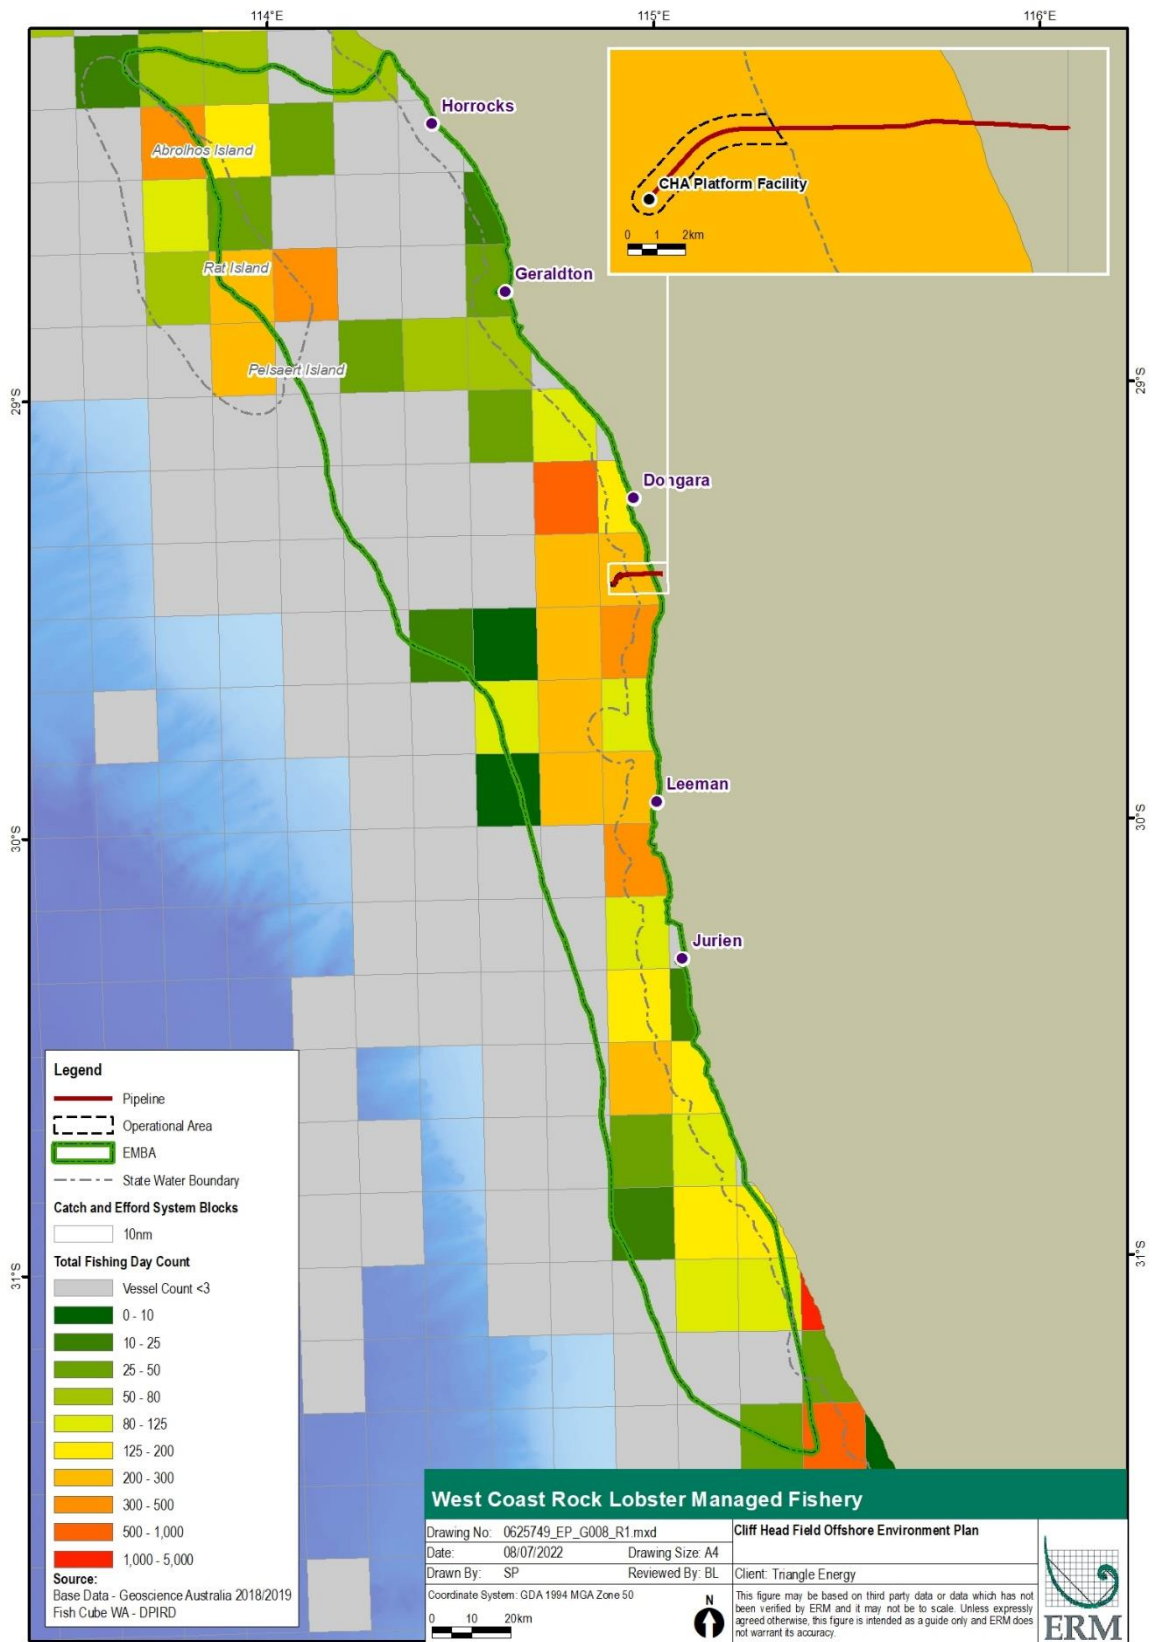 114°E
115°E
116°E
Horrocks
Abrolhos Island
CHA Platform Facility
0 1 2km
Rat Island
Geraldton
Pelsaert Island
29°S
29°S
Dongara
Leeman
30°S
30°S
Jurien
31°S
31°S
Legend
Pipeline
Operational Area
EMBA
State Water Boundary
Catch and Efford System Blocks
10nm
Total Fishing Day Count
Vessel Count <3
0 - 10
10 - 25
25 - 50
50 - 80
80 - 125
125 - 200
200 - 300
300 - 500
500 - 1,000
1,000 - 5,000
Source:
Base Data - Geoscience Australia 2018/2019
Fish Cube WA - DPIRD
West Coast Rock Lobster Managed Fishery
Drawing No: 0625749_EP_G008_R1.mxd
Date: 08/07/2022 Drawing Size: A4
Drawn By: SP Reviewed By: BL
Coordinate System: GDA 1994 MGA Zone 50
0 10 20km
N
Cliff Head Field Offshore Environment Plan
Client: Triangle Energy
This figure may be based on third party data or data which has not
been verified by ERM and it may not be to scale. Unless expressly
agreed otherwise, this figure is intended as a guide only and ERM does
not warrant its accuracy.
ERM